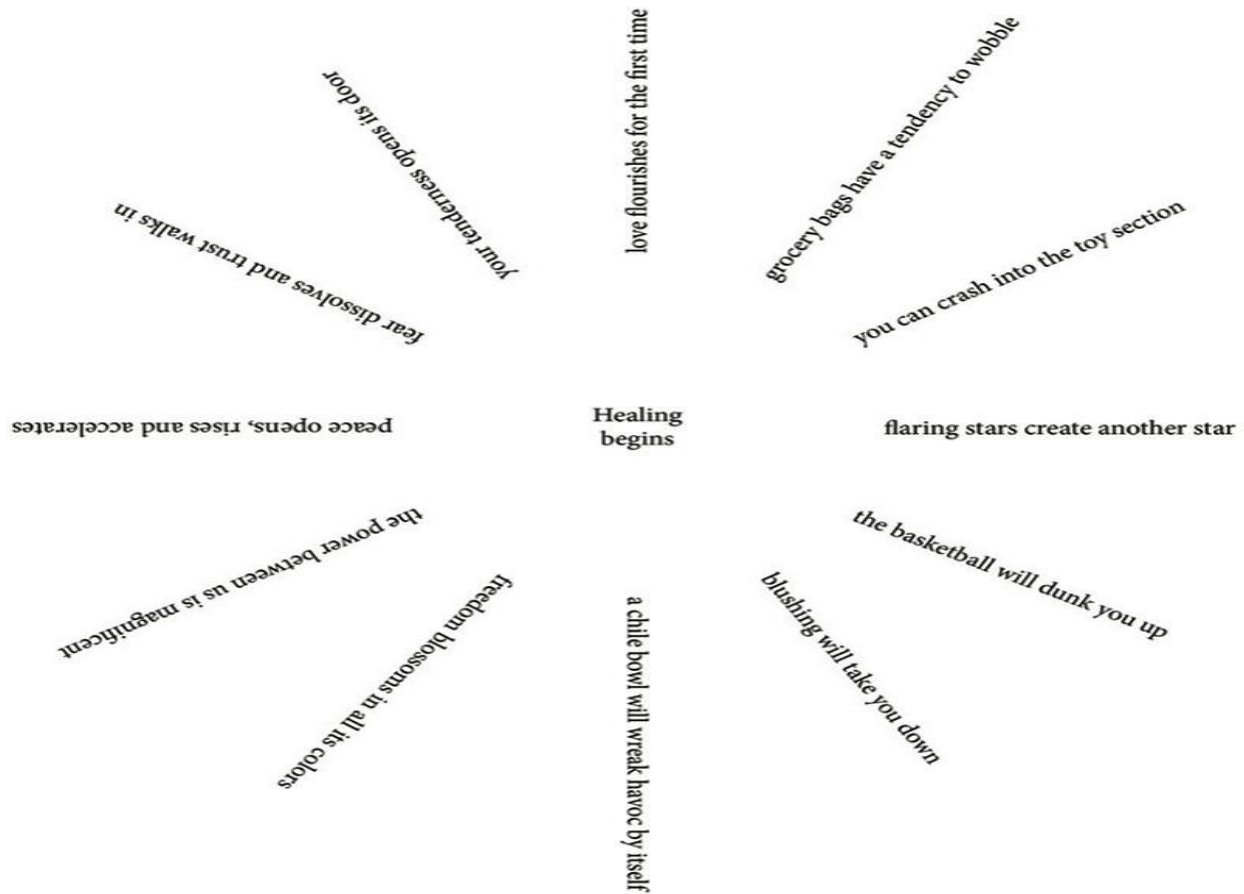 love flourishes for the first time
grocery bags have a tendency to wobble
you can crash into the toy section
flaring stars create another star
the basketball will dunk you up
blushing will take you down
a chile bowl will wreak havoc by itself
freedom blossoms in all its colors
the power between us is magnificent
peace opens, rises and accelerates
fear dissolves and trust walks in
your tenderness opens its door
Healing
begins